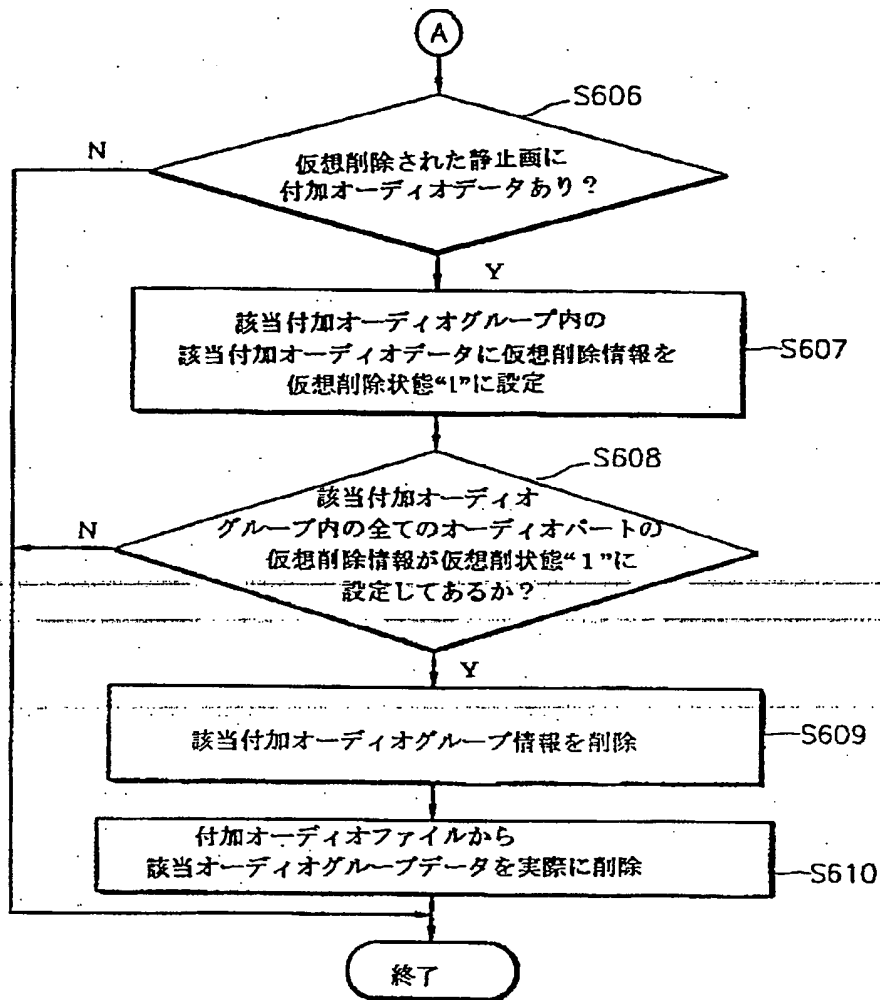 A
S606
N
仮想削除された静止画に
付加オーディオデータあり?
Y
該当付加オーディオグループ内の
該当付加オーディオデータに仮想削除情報を
仮想削除状態“1”に設定
S607
S608
該当付加オーディオ
N
グループ内の全てのオーディオパートの
仮想削除情報が仮想削状態“1”に
設定してあるか?
Y
該当付加オーディオグループ情報を削除
S609
付加オーディオファイルから
該当オーディオグループデータを実際に削除
S610
終了